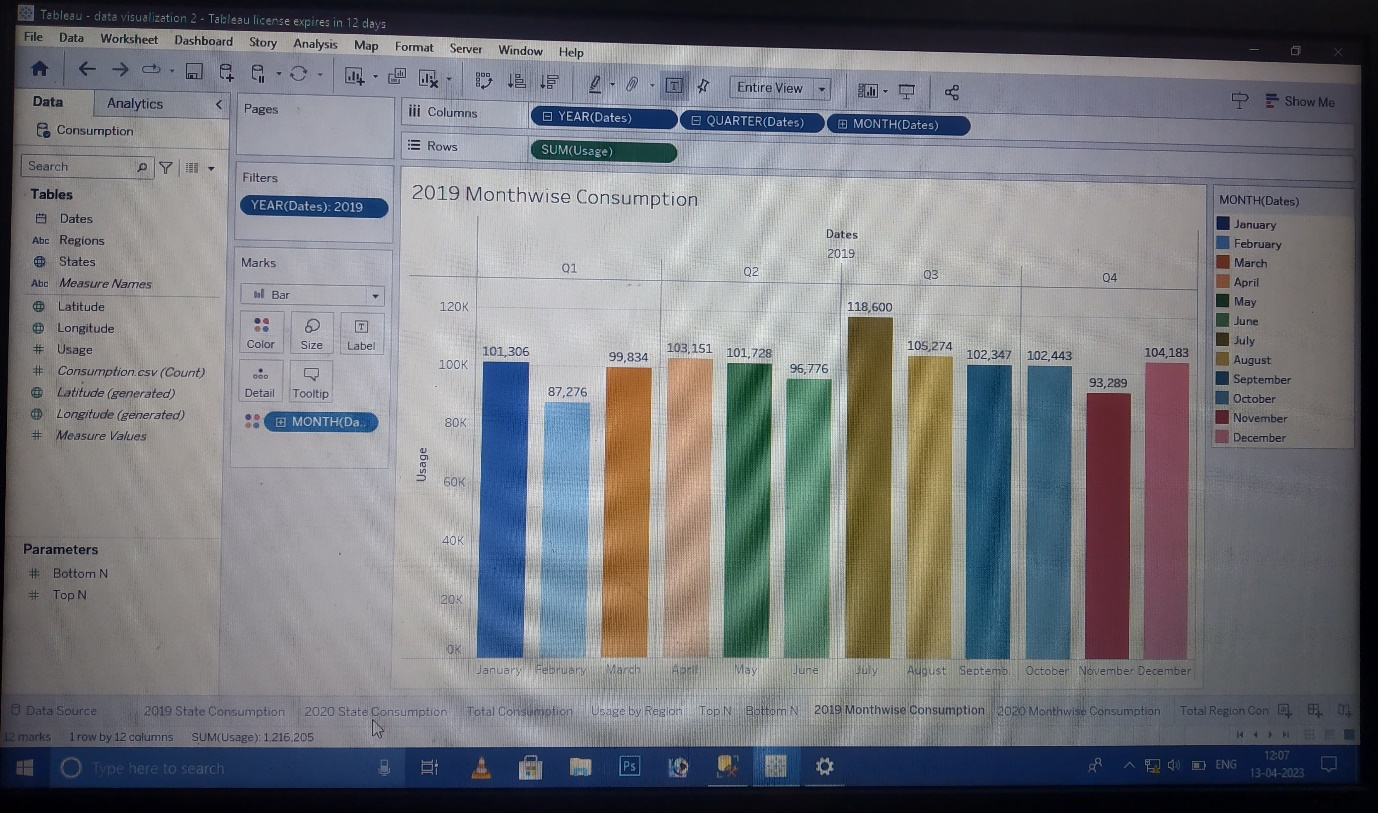 Tableau - data visualization 2 - Tableau license expires in 12 days
File Data Worksheet Dashboard Story Analysis Map Format Server Window Help
Entire View
Show Me
Data Analytics
Consumption
Search
Tables
Dates
Abc Regions
States
Abc Measure Names
Latitude
Longitude
# Usage
# Consumption.csv (Count)
Latitude (generated)
Longitude (generated)
# Measure Values
Parameters
# Bottom N
# Top N
Pages
Filters
YEAR(Dates): 2019
Marks
Bar
Color Size Label
Detail Tooltip
MONTH(Da..
Columns YEAR(Dates) QUARTER(Dates) MONTH(Dates)
Rows SUM(Usage)
2019 Monthwise Consumption
Dates
2019
Q1 Q2 Q3 Q4
120K
100K
80K
60K
40K
20K
0K
Usage
101,306 87,276 99,834 103,151 101,728 96,776 118,600 105,274 102,347 102,443 93,289 104,183
January February March April May June July August Septemb.. October November December
MONTH(Dates)
January
February
March
April
May
June
July
August
September
October
November
December
Data Source 2019 State Consumption 2020 State Consumption Total Consumption Usage by Region Top N Bottom N 2019 Monthwise Consumption 2020 Monthwise Consumption Total Region Con
12 marks 1 row by 12 columns SUM(Usage): 1,216,205
Type here to search
Ps
ENG
12:07
13-04-2023